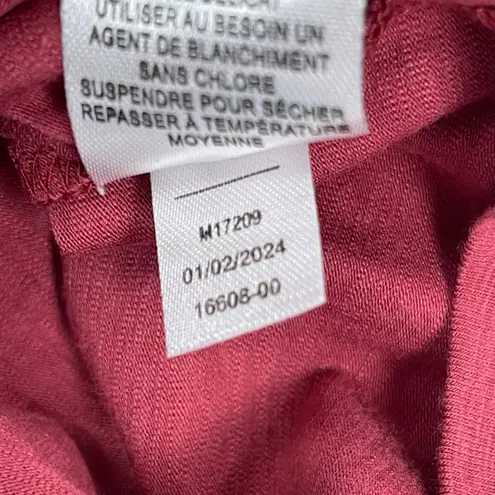 UTILISER AU BESOIN UN
AGENT DE BLANCHIMENT
SANS CHLORE
SUSPENDRE POUR SÉCHER
REPASSER À TEMPÉRATURE
MOYENNE
W17209
01/02/2024
16608-00